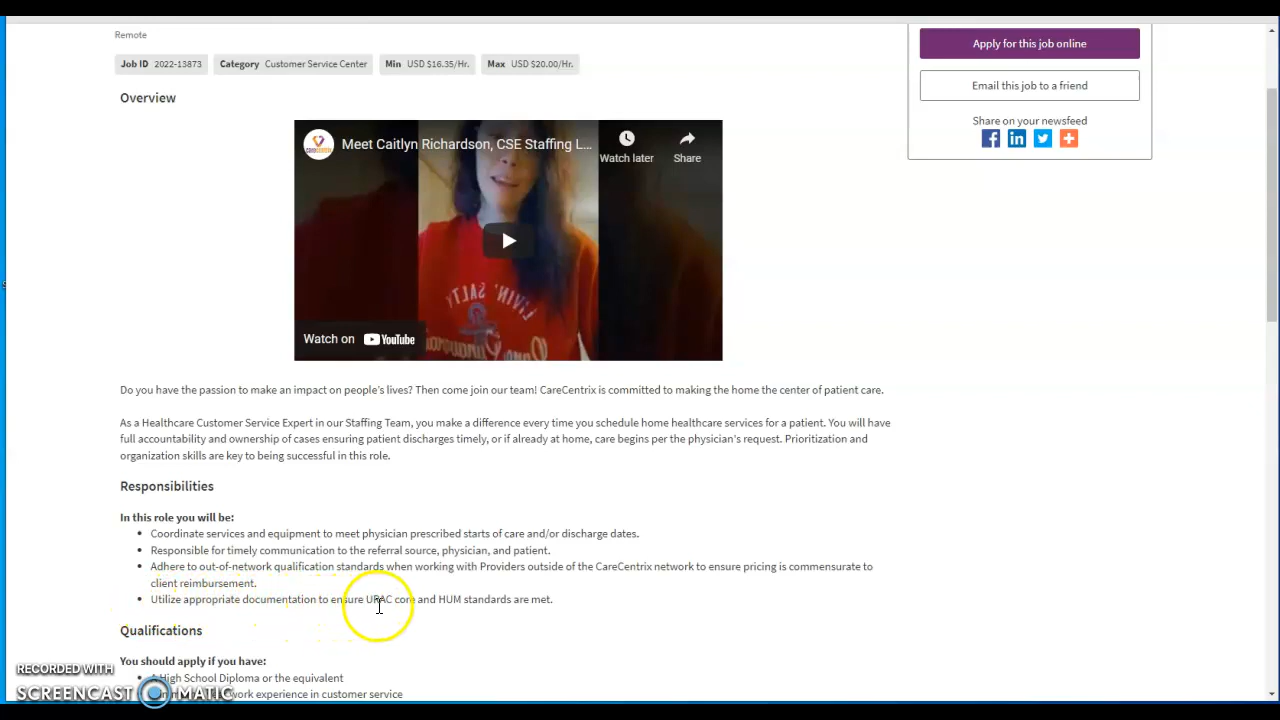 Remote
Job ID 2022-13873 Category Customer Service Center Min USD $16.35/Hr. Max USD $20.00/Hr.
Apply for this job online
Email this job to a friend
Share on your newsfeed
Overview
Meet Caitlyn Richardson, CSE Staffing L...
Watch later
Share
LIVIN' SALTY
Watch on YouTube
Do you have the passion to make an impact on people's lives? Then come join our team! CareCentrix is committed to making the home the center of patient care.
As a Healthcare Customer Service Expert in our Staffing Team, you make a difference every time you schedule home healthcare services for a patient. You will have
full accountability and ownership of cases ensuring patient discharges timely, or if already at home, care begins per the physician's request. Prioritization and
organization skills are key to being successful in this role.
Responsibilities
In this role you will be:
Coordinate services and equipment to meet physician prescribed starts of care and/or discharge dates.
Responsible for timely communication to the referral source, physician, and patient.
Adhere to out-of-network qualification standards when working with Providers outside of the CareCentrix network to ensure pricing is commensurate to
client reimbursement.
Utilize appropriate documentation to ensure URAC core and HUM standards are met.
Qualifications
You should apply if you have:
A High School Diploma or the equivalent
work experience in customer service
RECORDED WITH
SCREENCAST MATIC